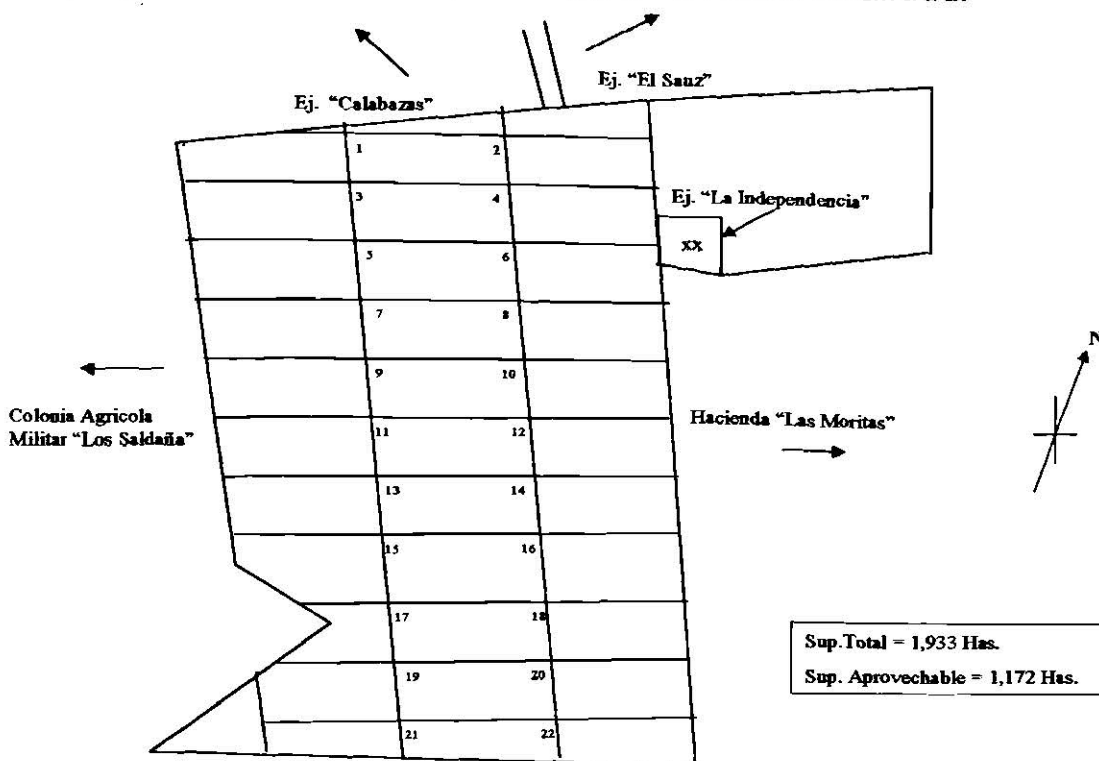 Ej. "El Sauz"
Ej. "Calabazas"
1
2
3
4
Ej. "La Independencia"
xx
5
6
7
8
N
9
10
Colonia Agricola
Militar "Los Saldaña"
Hacienda "Las Moritas"
11
12
13
14
15
16
17
18
Sup.Total = 1,933 Has.
Sup. Aprovechable = 1,172 Has.
19
20
21
22